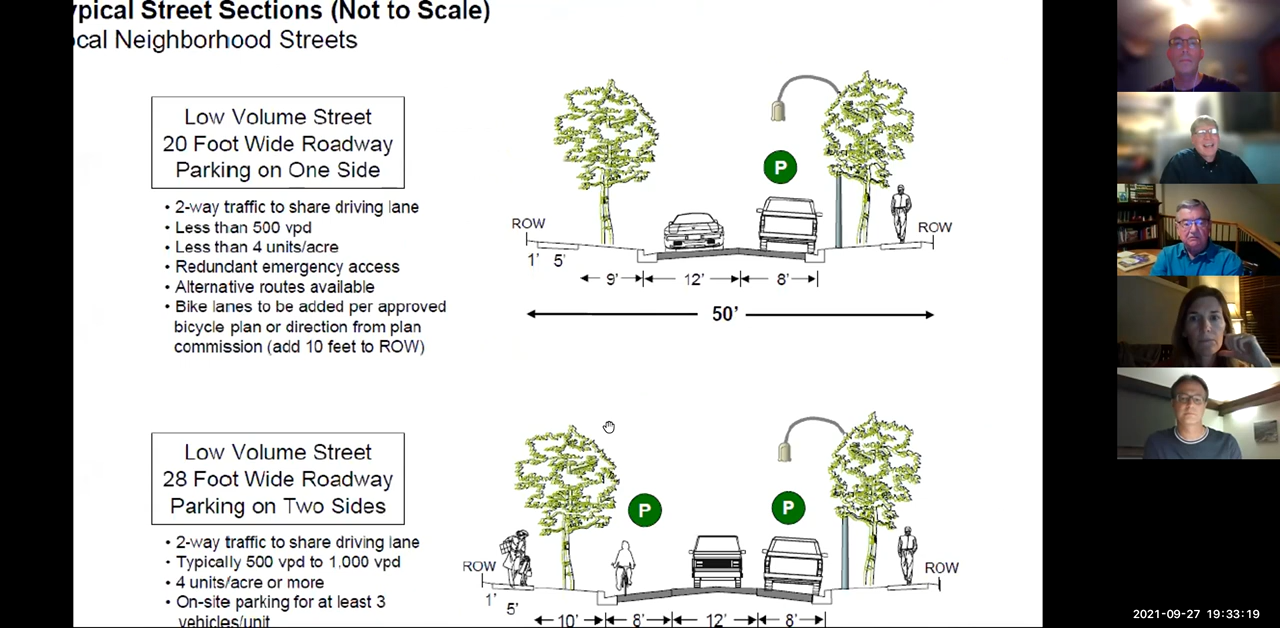 ypical Street Sections (Not to Scale)
ocal Neighborhood Streets
Low Volume Street
20 Foot Wide Roadway
Parking on One Side
• 2-way traffic to share driving lane
• Less than 500 vpd
• Less than 4 units/acre
• Redundant emergency access
• Alternative routes available
• Bike lanes to be added per approved
bicycle plan or direction from plan
commission (add 10 feet to ROW)
P
ROW
ROW
1' 5'
9' 12' 8'
50'
Low Volume Street
28 Foot Wide Roadway
Parking on Two Sides
• 2-way traffic to share driving lane
• Typically 500 vpd to 1,000 vpd
• 4 units/acre or more
• On-site parking for at least 3
vehicles/unit
P P
ROW
ROW
1' 5'
10' 8' 12' 8'
2021-09-27 19:33:19